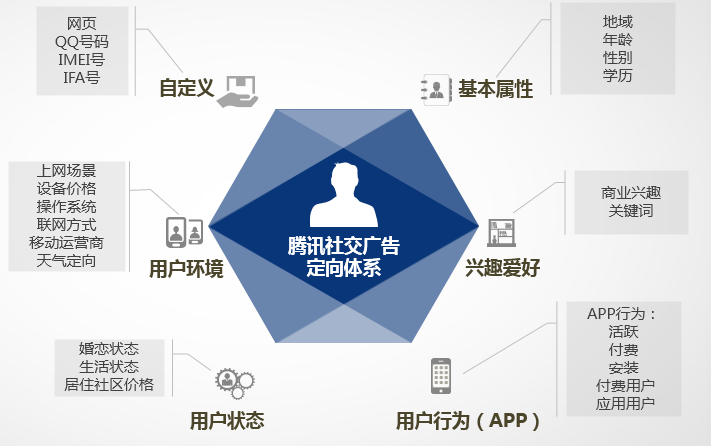 网页
QQ号码
IMEI号
IFA号
自定义
地域
年龄
性别
学历
基本属性
上网场景
设备价格
操作系统
联网方式
移动运营商
天气定向
用户环境
腾讯社交广告
定向体系
商业兴趣
关键词
兴趣爱好
婚恋状态
生活状态
居住社区价格
用户状态
APP行为：
活跃
付费
安装
付费用户
应用用户
用户行为（APP）